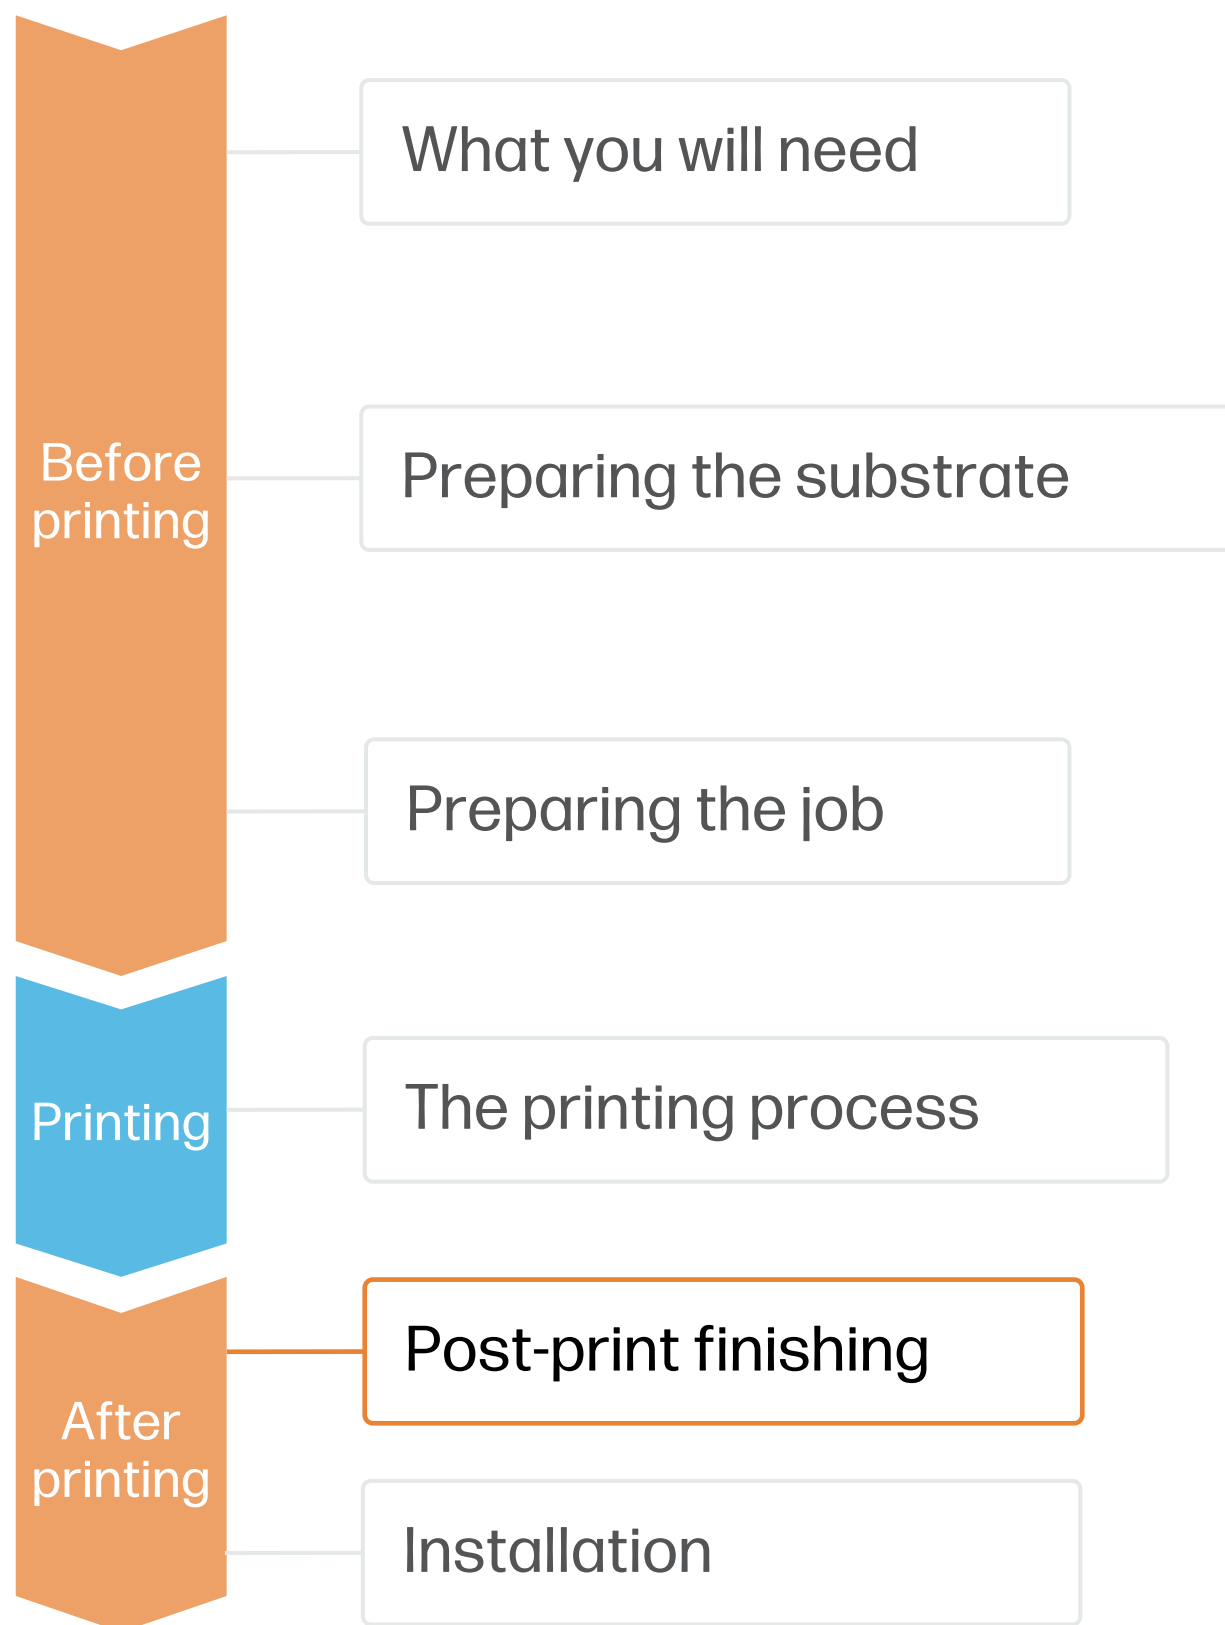 What you will need
Before
printing
Preparing the substrate
Preparing the job
Printing
The printing process
After
printing
Post-print finishing
Installation